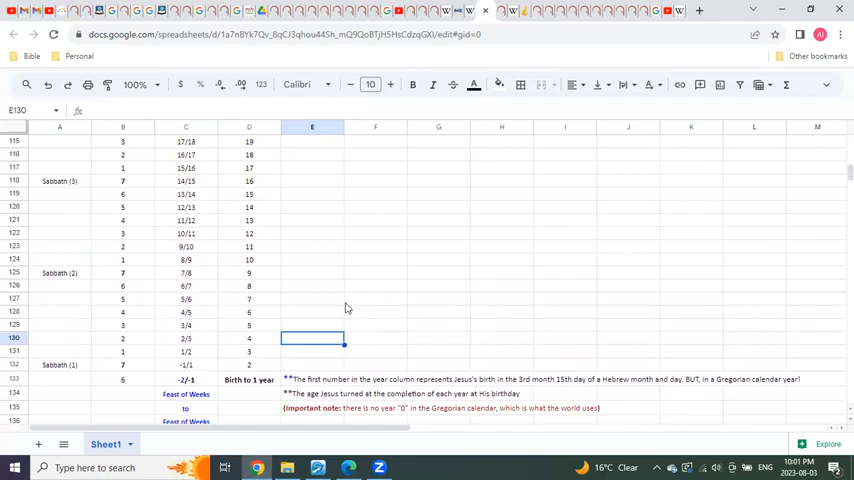 docs.google.com/spreadsheets/d/1a7nBYk7Qv_8qCJ3qhou44Sh_mQ9QoBTjH5HsCdzqGXI/edit#gid=0
Bible Personal Other bookmarks
100% $ % .0 .00 123 Calibri 10 B I A
E130 fx
A B C D E F G H I J K L M
115 3 17/18 19
116 2 16/17 18
117 1 15/16 17
118 Sabbath (3) 7 14/15 16
119 6 13/14 15
120 5 12/13 14
121 4 11/12 13
122 3 10/11 12
123 2 9/10 11
124 1 8/9 10
125 Sabbath (2) 7 7/8 9
126 6 6/7 8
127 5 5/6 7
128 4 4/5 6
129 3 3/4 5
130 2 2/3 4
131 1 1/2 3
132 Sabbath (1) 7 -1/1 2
133 6 -2/-1 Birth to 1 year **The first number in the year column represents Jesus's birth in the 3rd month 15th day of a Hebrew month and day. BUT, in a Gregorian calendar year!
134 Feast of Weeks **The age Jesus turned at the completion of each year at His birthday
135 to (Important note: there is no year "0" in the Gregorian calendar, which is what the world uses)
136 Feast of Weeks
Sheet1 Explore
Type here to search 16°C Clear ENG 10:01 PM 2023-08-03 2